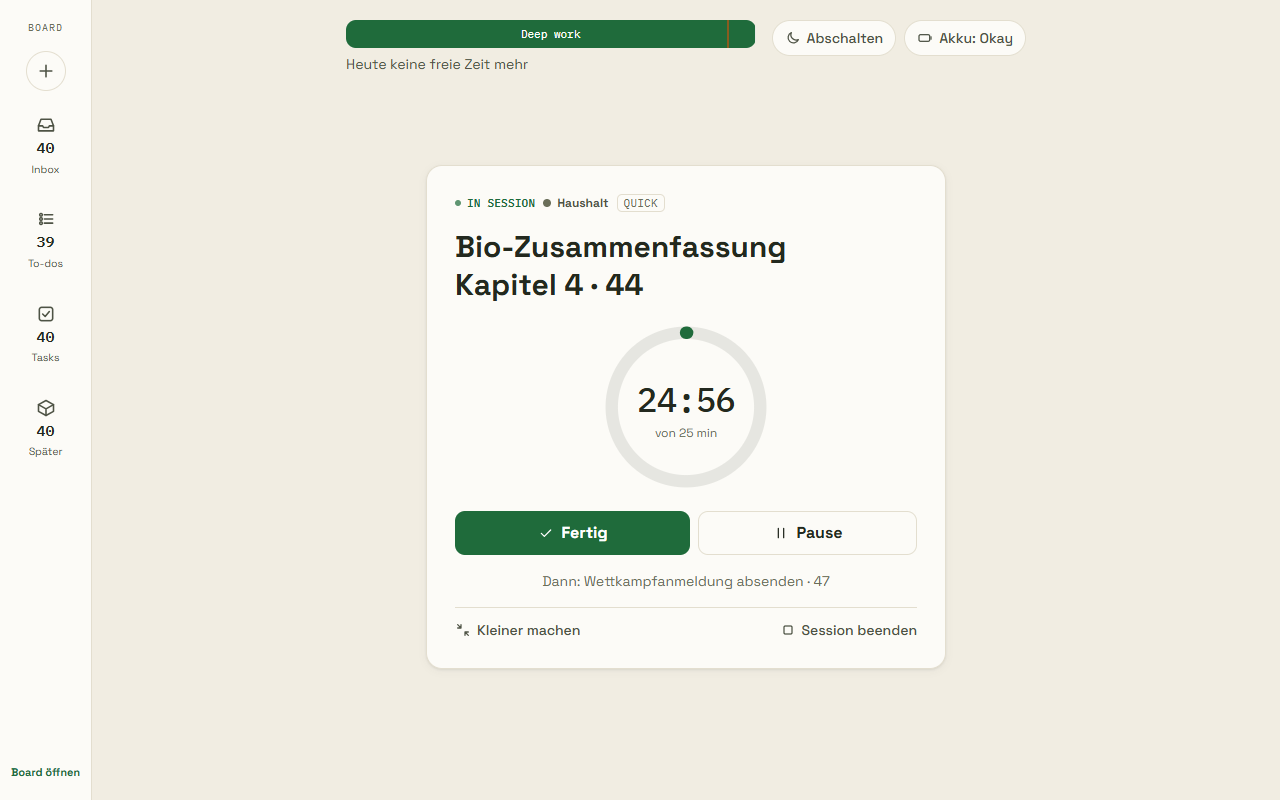 BOARD
40
Inbox
39
To-dos
40
Tasks
40
Später
Board öffnen
Deep work
Heute keine freie Zeit mehr
Abschalten
Akku: Okay
IN SESSION Haushalt QUICK
Bio-Zusammenfassung
Kapitel 4 · 44
24:56
von 25 min
Fertig
Pause
Dann: Wettkampfanmeldung absenden · 47
Kleiner machen
Session beenden